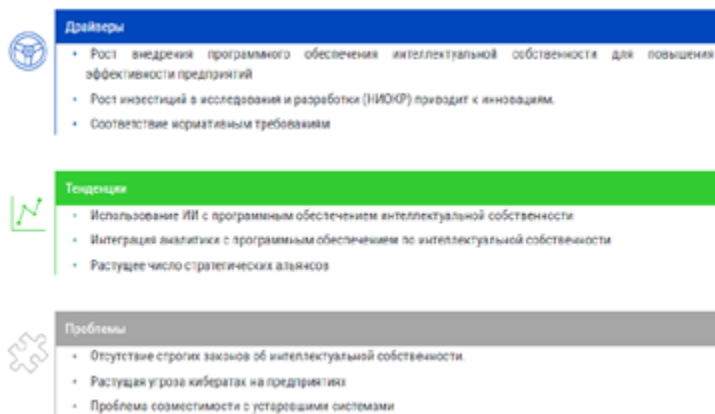 Драйверы
• Рост внедрения программного обеспечения интеллектуальной собственности для повышения
эффективности предприятий
• Рост инвестиций в исследования и разработки (НИОКР) приводит к инновациям.
• Соответствие нормативным требованиям
Тенденции
• Использование ИИ с программным обеспечением интеллектуальной собственности
• Интеграция аналитики с программным обеспечением по интеллектуальной собственности
• Растущее число стратегических альянсов
Проблемы
• Отсутствие строгих законов об интеллектуальной собственности.
• Растущая угроза кибератак на предприятиях
• Проблема совместимости с устаревшими системами